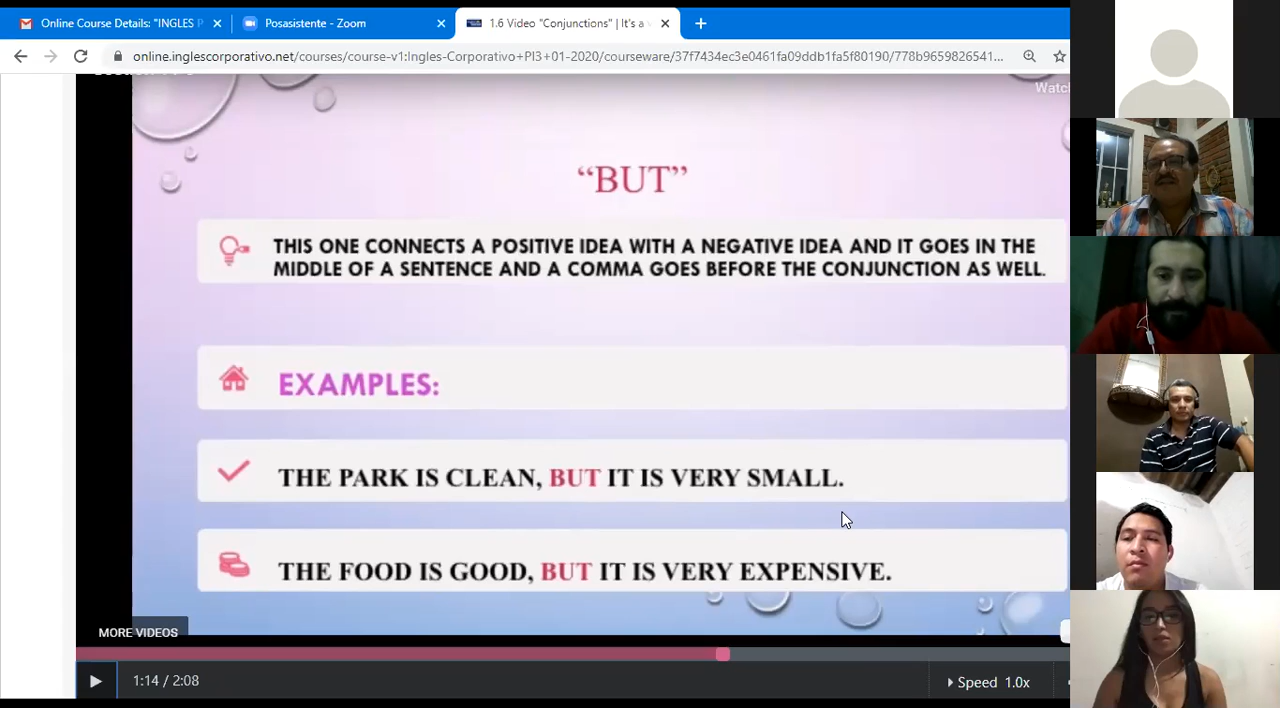 Online Course Details: "INGLES P
Posasistente - Zoom
1.6 Video "Conjunctions" | It's a
online.inglescorporativo.net/courses/course-v1:Ingles-Corporativo+PI3+01-2020/courseware/37f7434ec3e0461fa09ddb1fa5f80190/778b9659826541...
Watch
“BUT”
THIS ONE CONNECTS A POSITIVE IDEA WITH A NEGATIVE IDEA AND IT GOES IN THE
MIDDLE OF A SENTENCE AND A COMMA GOES BEFORE THE CONJUNCTION AS WELL.
EXAMPLES:
THE PARK IS CLEAN, BUT IT IS VERY SMALL.
THE FOOD IS GOOD, BUT IT IS VERY EXPENSIVE.
MORE VIDEOS
1:14 / 2:08
Speed 1.0x